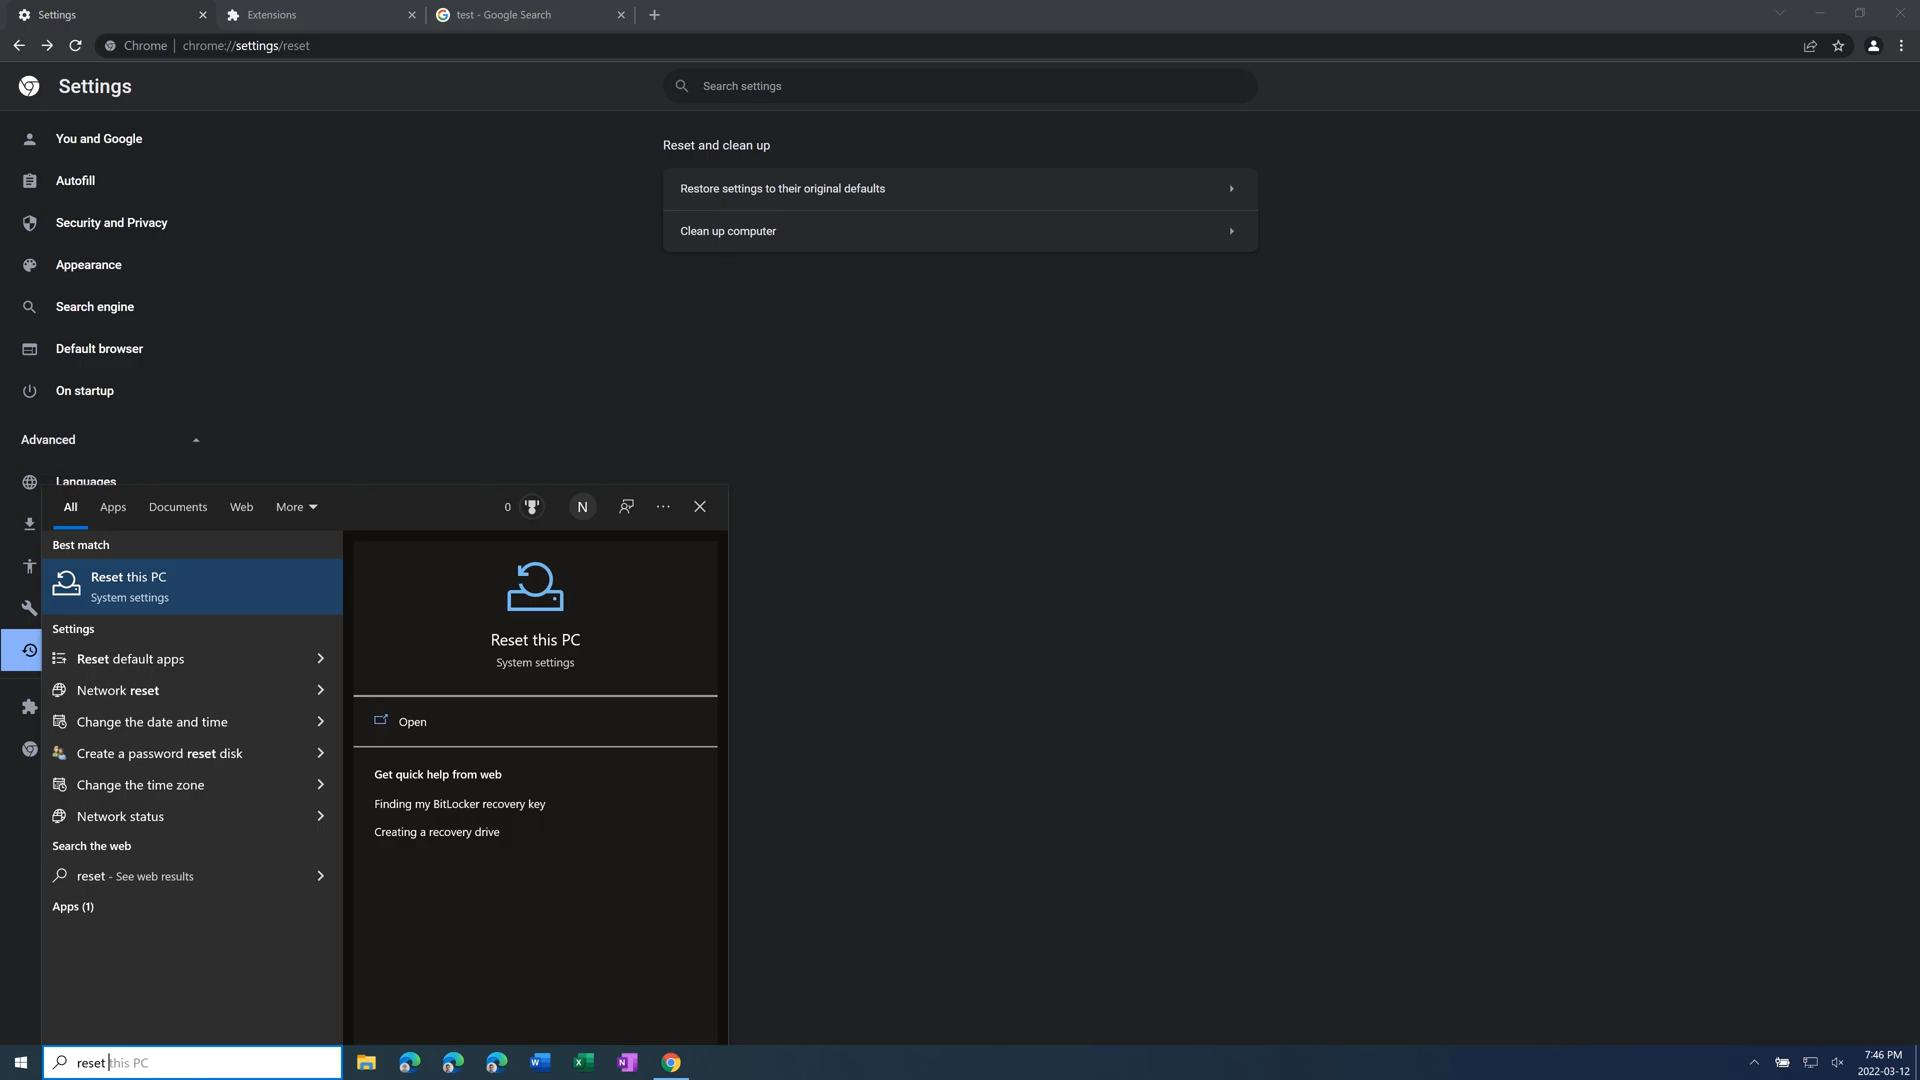 Settings
Extensions
test - Google Search
Chrome
chrome://settings/reset
Settings
Search settings
You and Google
Autofill
Security and Privacy
Appearance
Search engine
Default browser
On startup
Advanced
Languages
Reset and clean up
Restore settings to their original defaults
Clean up computer
All
Apps
Documents
Web
More
0
N
Best match
Reset this PC
System settings
Settings
Reset default apps
Network reset
Change the date and time
Create a password reset disk
Change the time zone
Network status
Search the web
reset - See web results
Apps (1)
Reset this PC
System settings
Open
Get quick help from web
Finding my BitLocker recovery key
Creating a recovery drive
reset this PC
W
X
N
7:46 PM
2022-03-12